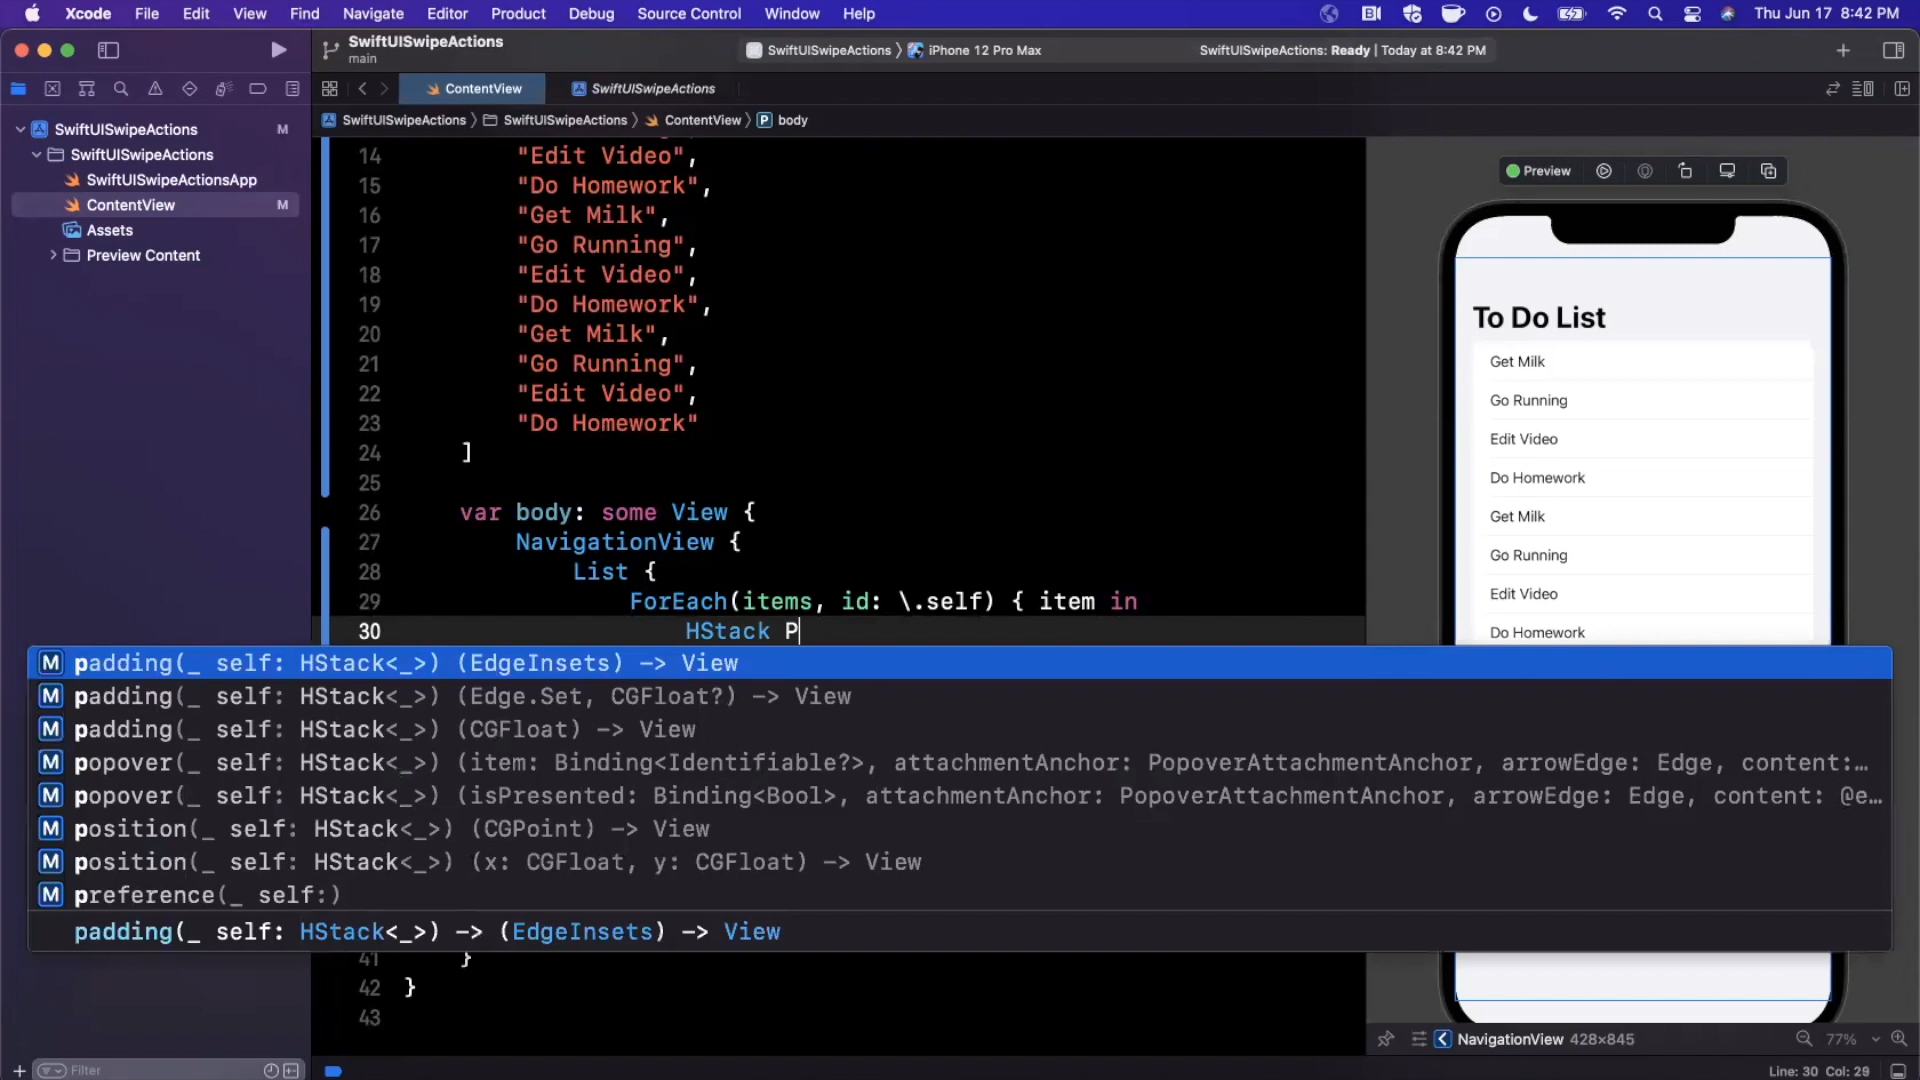 Xcode File Edit View Find Navigate Editor Product Debug Source Control Window Help Thu Jun 17 8:42 PM
SwiftUISwipeActions
main
SwiftUISwipeActions 〉 iPhone 12 Pro Max
SwiftUISwipeActions: Ready | Today at 8:42 PM
ContentView
SwiftUISwipeActions
SwiftUISwipeActions 〉 SwiftUISwipeActions 〉 ContentView 〉 P body
SwiftUISwipeActions M
SwiftUISwipeActions
SwiftUISwipeActionsApp
ContentView M
Assets
Preview Content
14 "Edit Video",
15 "Do Homework",
16 "Get Milk",
17 "Go Running",
18 "Edit Video",
19 "Do Homework",
20 "Get Milk",
21 "Go Running",
22 "Edit Video",
23 "Do Homework"
24 ]
25
26 var body: some View {
27 NavigationView {
28 List {
29 ForEach(items, id: \.self) { item in
30 HStack P
M padding(_ self: HStack<_>) (EdgeInsets) -> View
M padding(_ self: HStack<_>) (Edge.Set, CGFloat?) -> View
M padding(_ self: HStack<_>) (CGFloat) -> View
M popover(_ self: HStack<_>) (item: Binding<Identifiable?>, attachmentAnchor: PopoverAttachmentAnchor, arrowEdge: Edge, content:…
M popover(_ self: HStack<_>) (isPresented: Binding<Bool>, attachmentAnchor: PopoverAttachmentAnchor, arrowEdge: Edge, content: @e…
M position(_ self: HStack<_>) (CGPoint) -> View
M position(_ self: HStack<_>) (x: CGFloat, y: CGFloat) -> View
M preference(_ self:)
padding(_ self: HStack<_>) -> (EdgeInsets) -> View
41 }
42 }
43
Preview
To Do List
Get Milk
Go Running
Edit Video
Do Homework
Get Milk
Go Running
Edit Video
Do Homework
NavigationView 428×845
77%
Filter
Line: 30 Col: 29